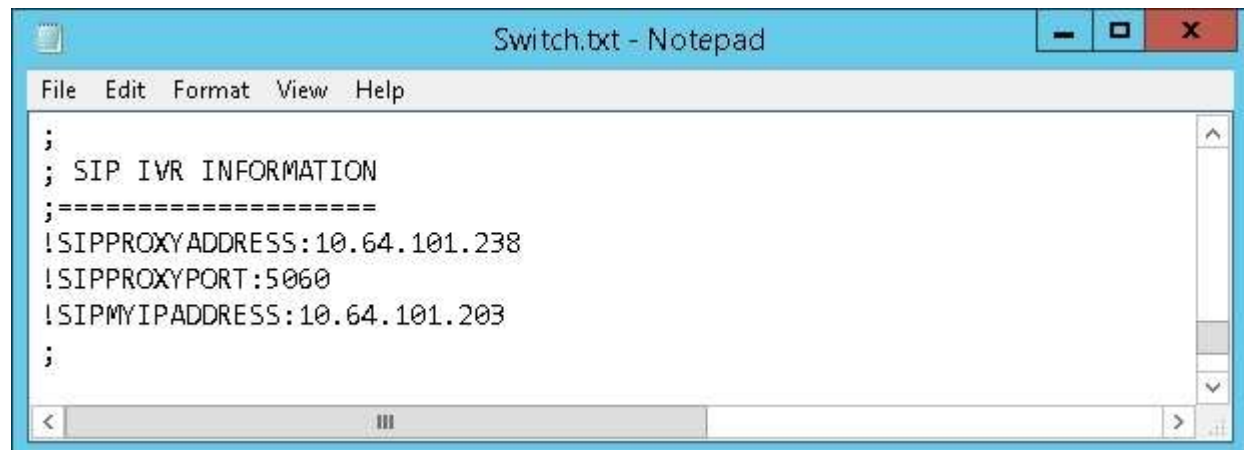 Switch.txt - Notepad
File Edit Format View Help
;
; SIP IVR INFORMATION
;====================
!SIPPROXYADDRESS:10.64.101.238
!SIPPROXYPORT:5060
!SIPMYIPADDRESS:10.64.101.203
;